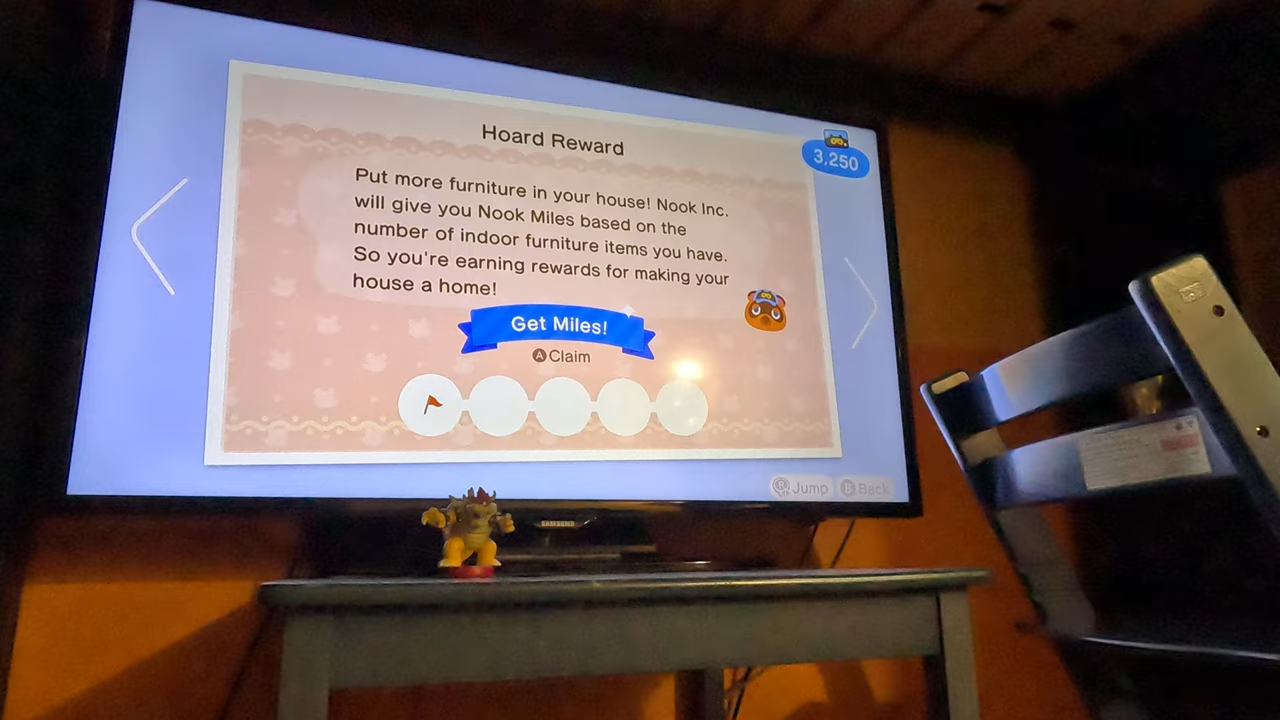 Hoard Reward
3,250
Put more furniture in your house! Nook Inc.
will give you Nook Miles based on the
number of indoor furniture items you have.
So you're earning rewards for making your
house a home!
Get Miles!
A Claim
R Jump B Back
SAMSUNG